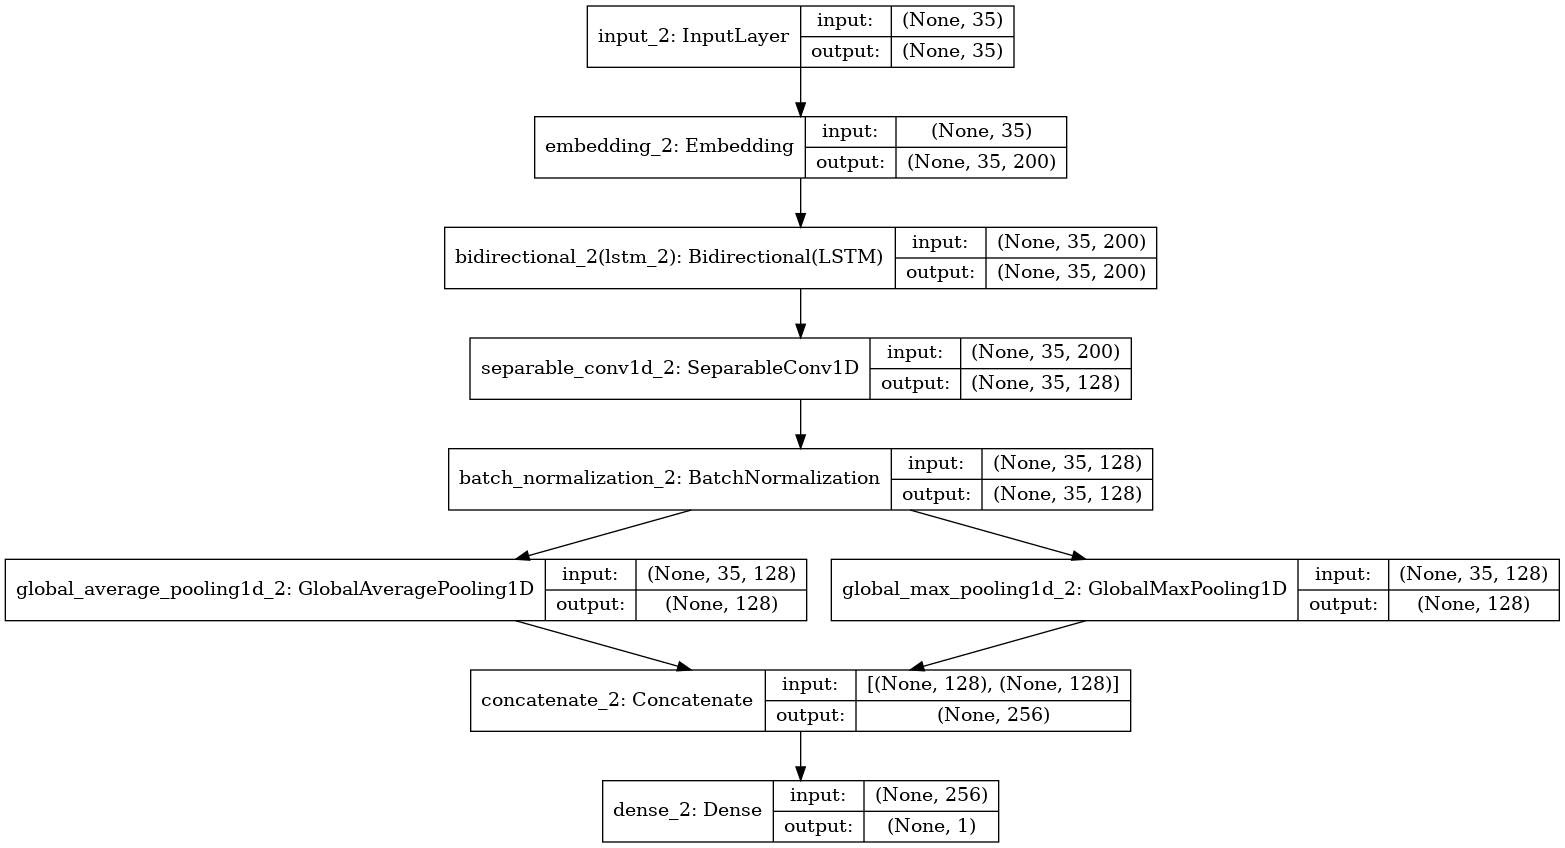 input_2: InputLayer
input: (None, 35)
output: (None, 35)
embedding_2: Embedding
input: (None, 35)
output: (None, 35, 200)
bidirectional_2(lstm_2): Bidirectional(LSTM)
input: (None, 35, 200)
output: (None, 35, 200)
separable_conv1d_2: SeparableConv1D
input: (None, 35, 200)
output: (None, 35, 128)
batch_normalization_2: BatchNormalization
input: (None, 35, 128)
output: (None, 35, 128)
global_average_pooling1d_2: GlobalAveragePooling1D
input: (None, 35, 128)
output: (None, 128)
global_max_pooling1d_2: GlobalMaxPooling1D
input: (None, 35, 128)
output: (None, 128)
concatenate_2: Concatenate
input: [(None, 128), (None, 128)]
output: (None, 256)
dense_2: Dense
input: (None, 256)
output: (None, 1)